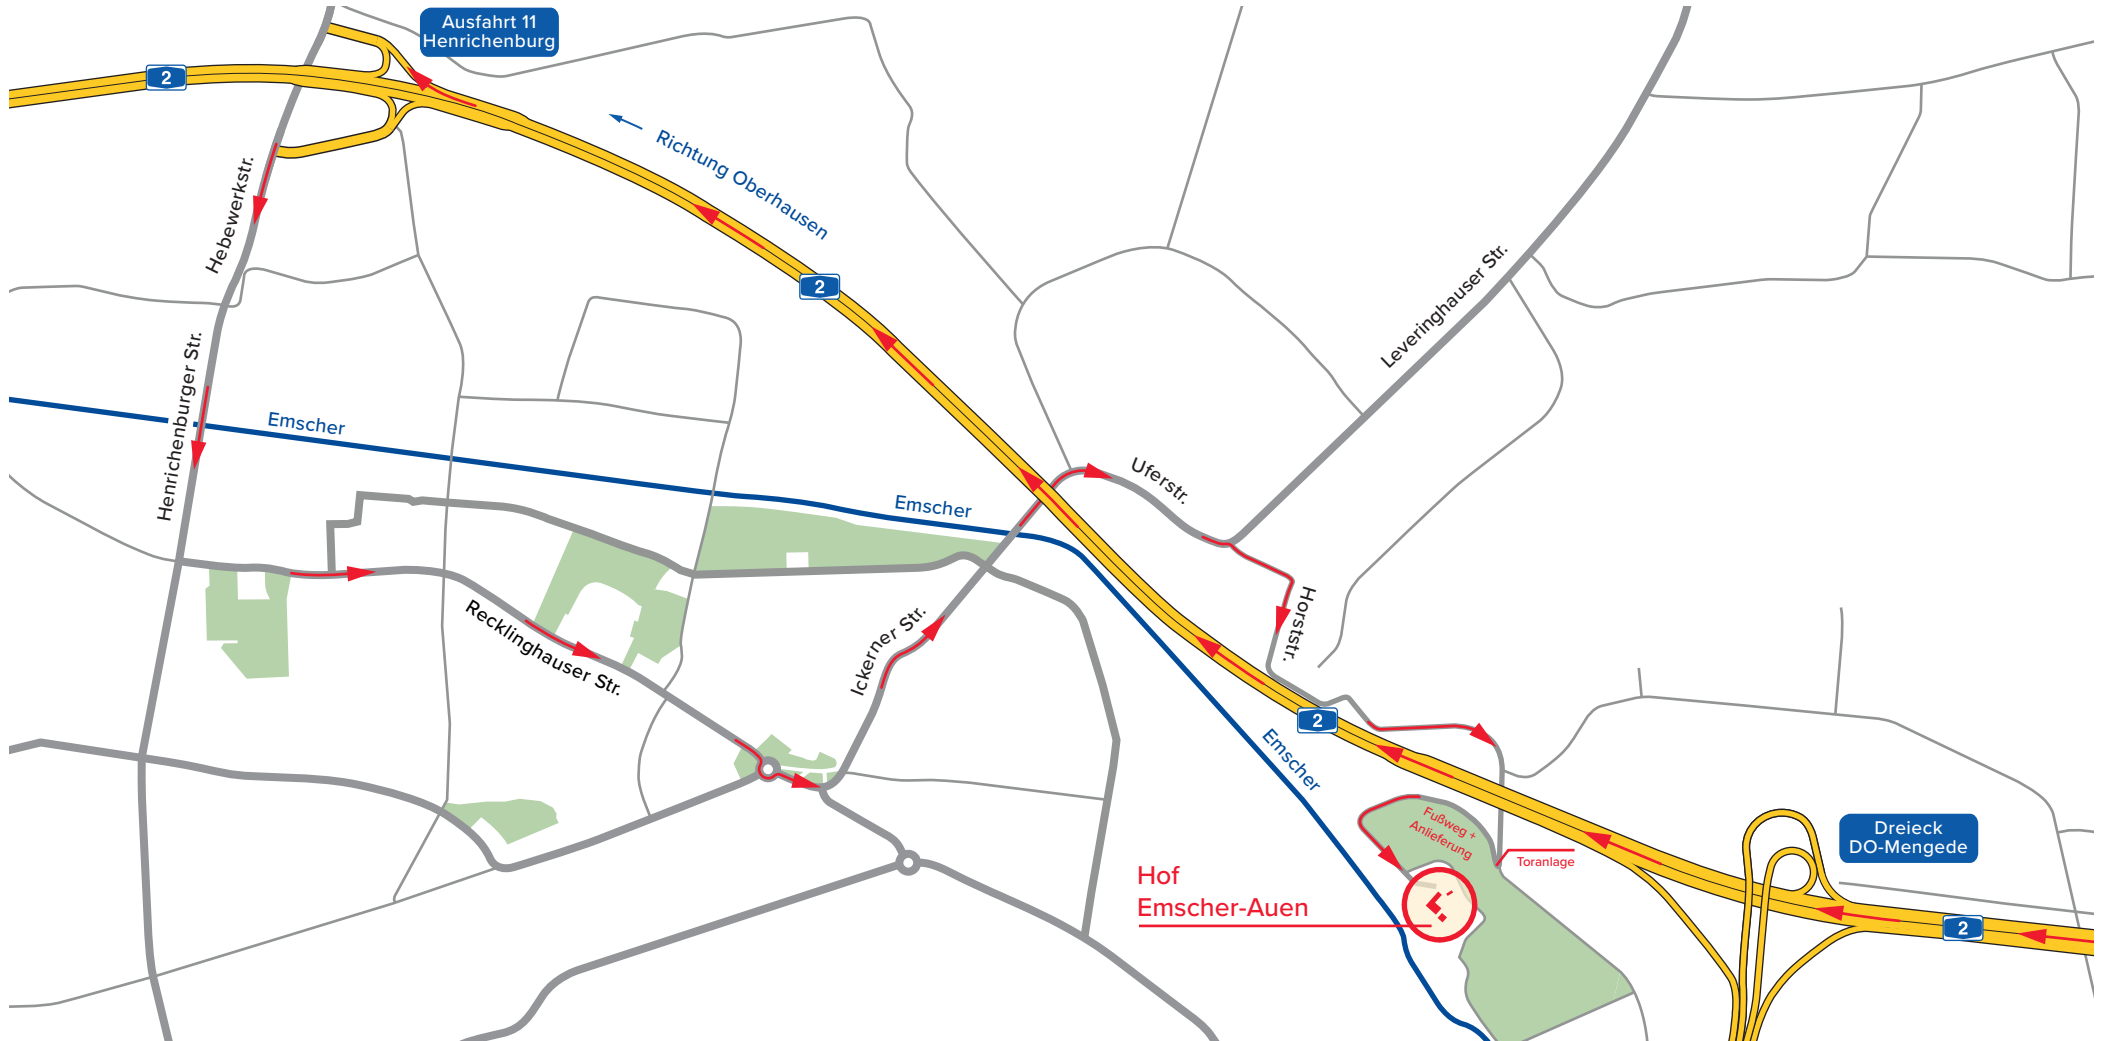 Ausfahrt 11
Henrichenburg
2
Richtung Oberhausen
Hebewerkstr.
2
Leveringhauser Str.
Henrichenburger Str.
Emscher
Emscher
Uferstr.
Recklinghauser Str.
Ickerner Str.
Horststr.
2
Emscher
Fußweg +
Anlieferung
Toranlage
Dreieck
DO-Mengede
Hof
Emscher-Auen
2